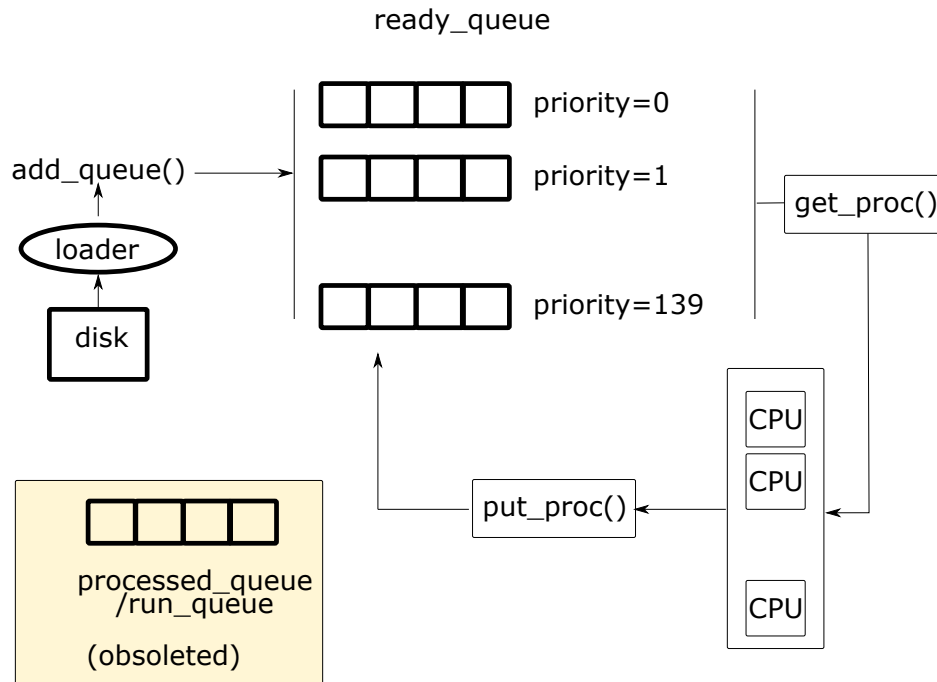 ready_queue
priority=0
add_queue()
priority=1
get_proc()
loader
priority=139
disk
CPU
CPU
put_proc()
CPU
processed_queue
/run_queue
(obsoleted)